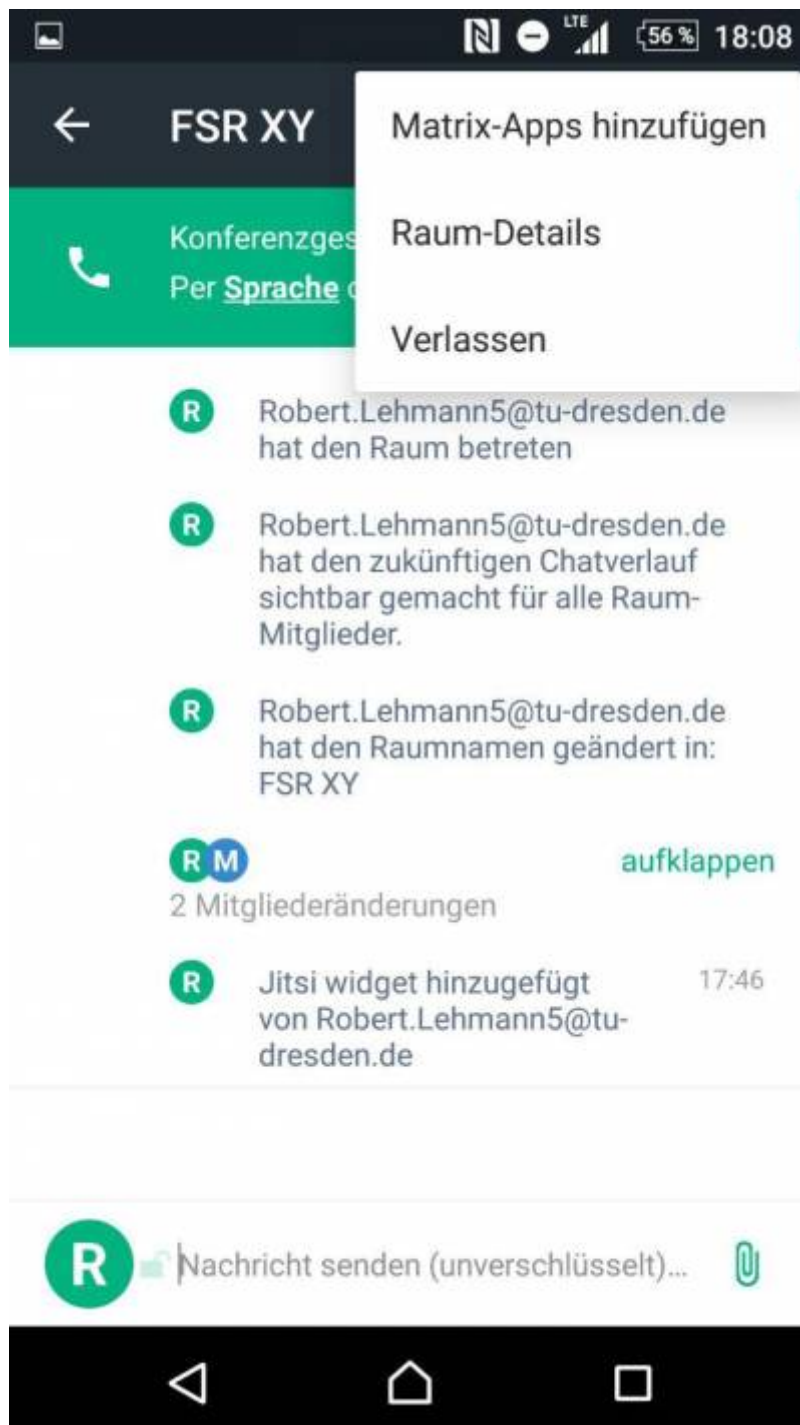 LTE 56 % 18:08
FSR XY
Matrix-Apps hinzufügen
Raum-Details
Verlassen
Konferenzges
Per Sprache
R Robert.Lehmann5@tu-dresden.de
hat den Raum betreten
R Robert.Lehmann5@tu-dresden.de
hat den zukünftigen Chatverlauf
sichtbar gemacht für alle Raum-
Mitglieder.
R Robert.Lehmann5@tu-dresden.de
hat den Raumnamen geändert in:
FSR XY
R M aufklappen
2 Mitgliederänderungen
R Jitsi widget hinzugefügt 17:46
von Robert.Lehmann5@tu-
dresden.de
R Nachricht senden (unverschlüsselt)...